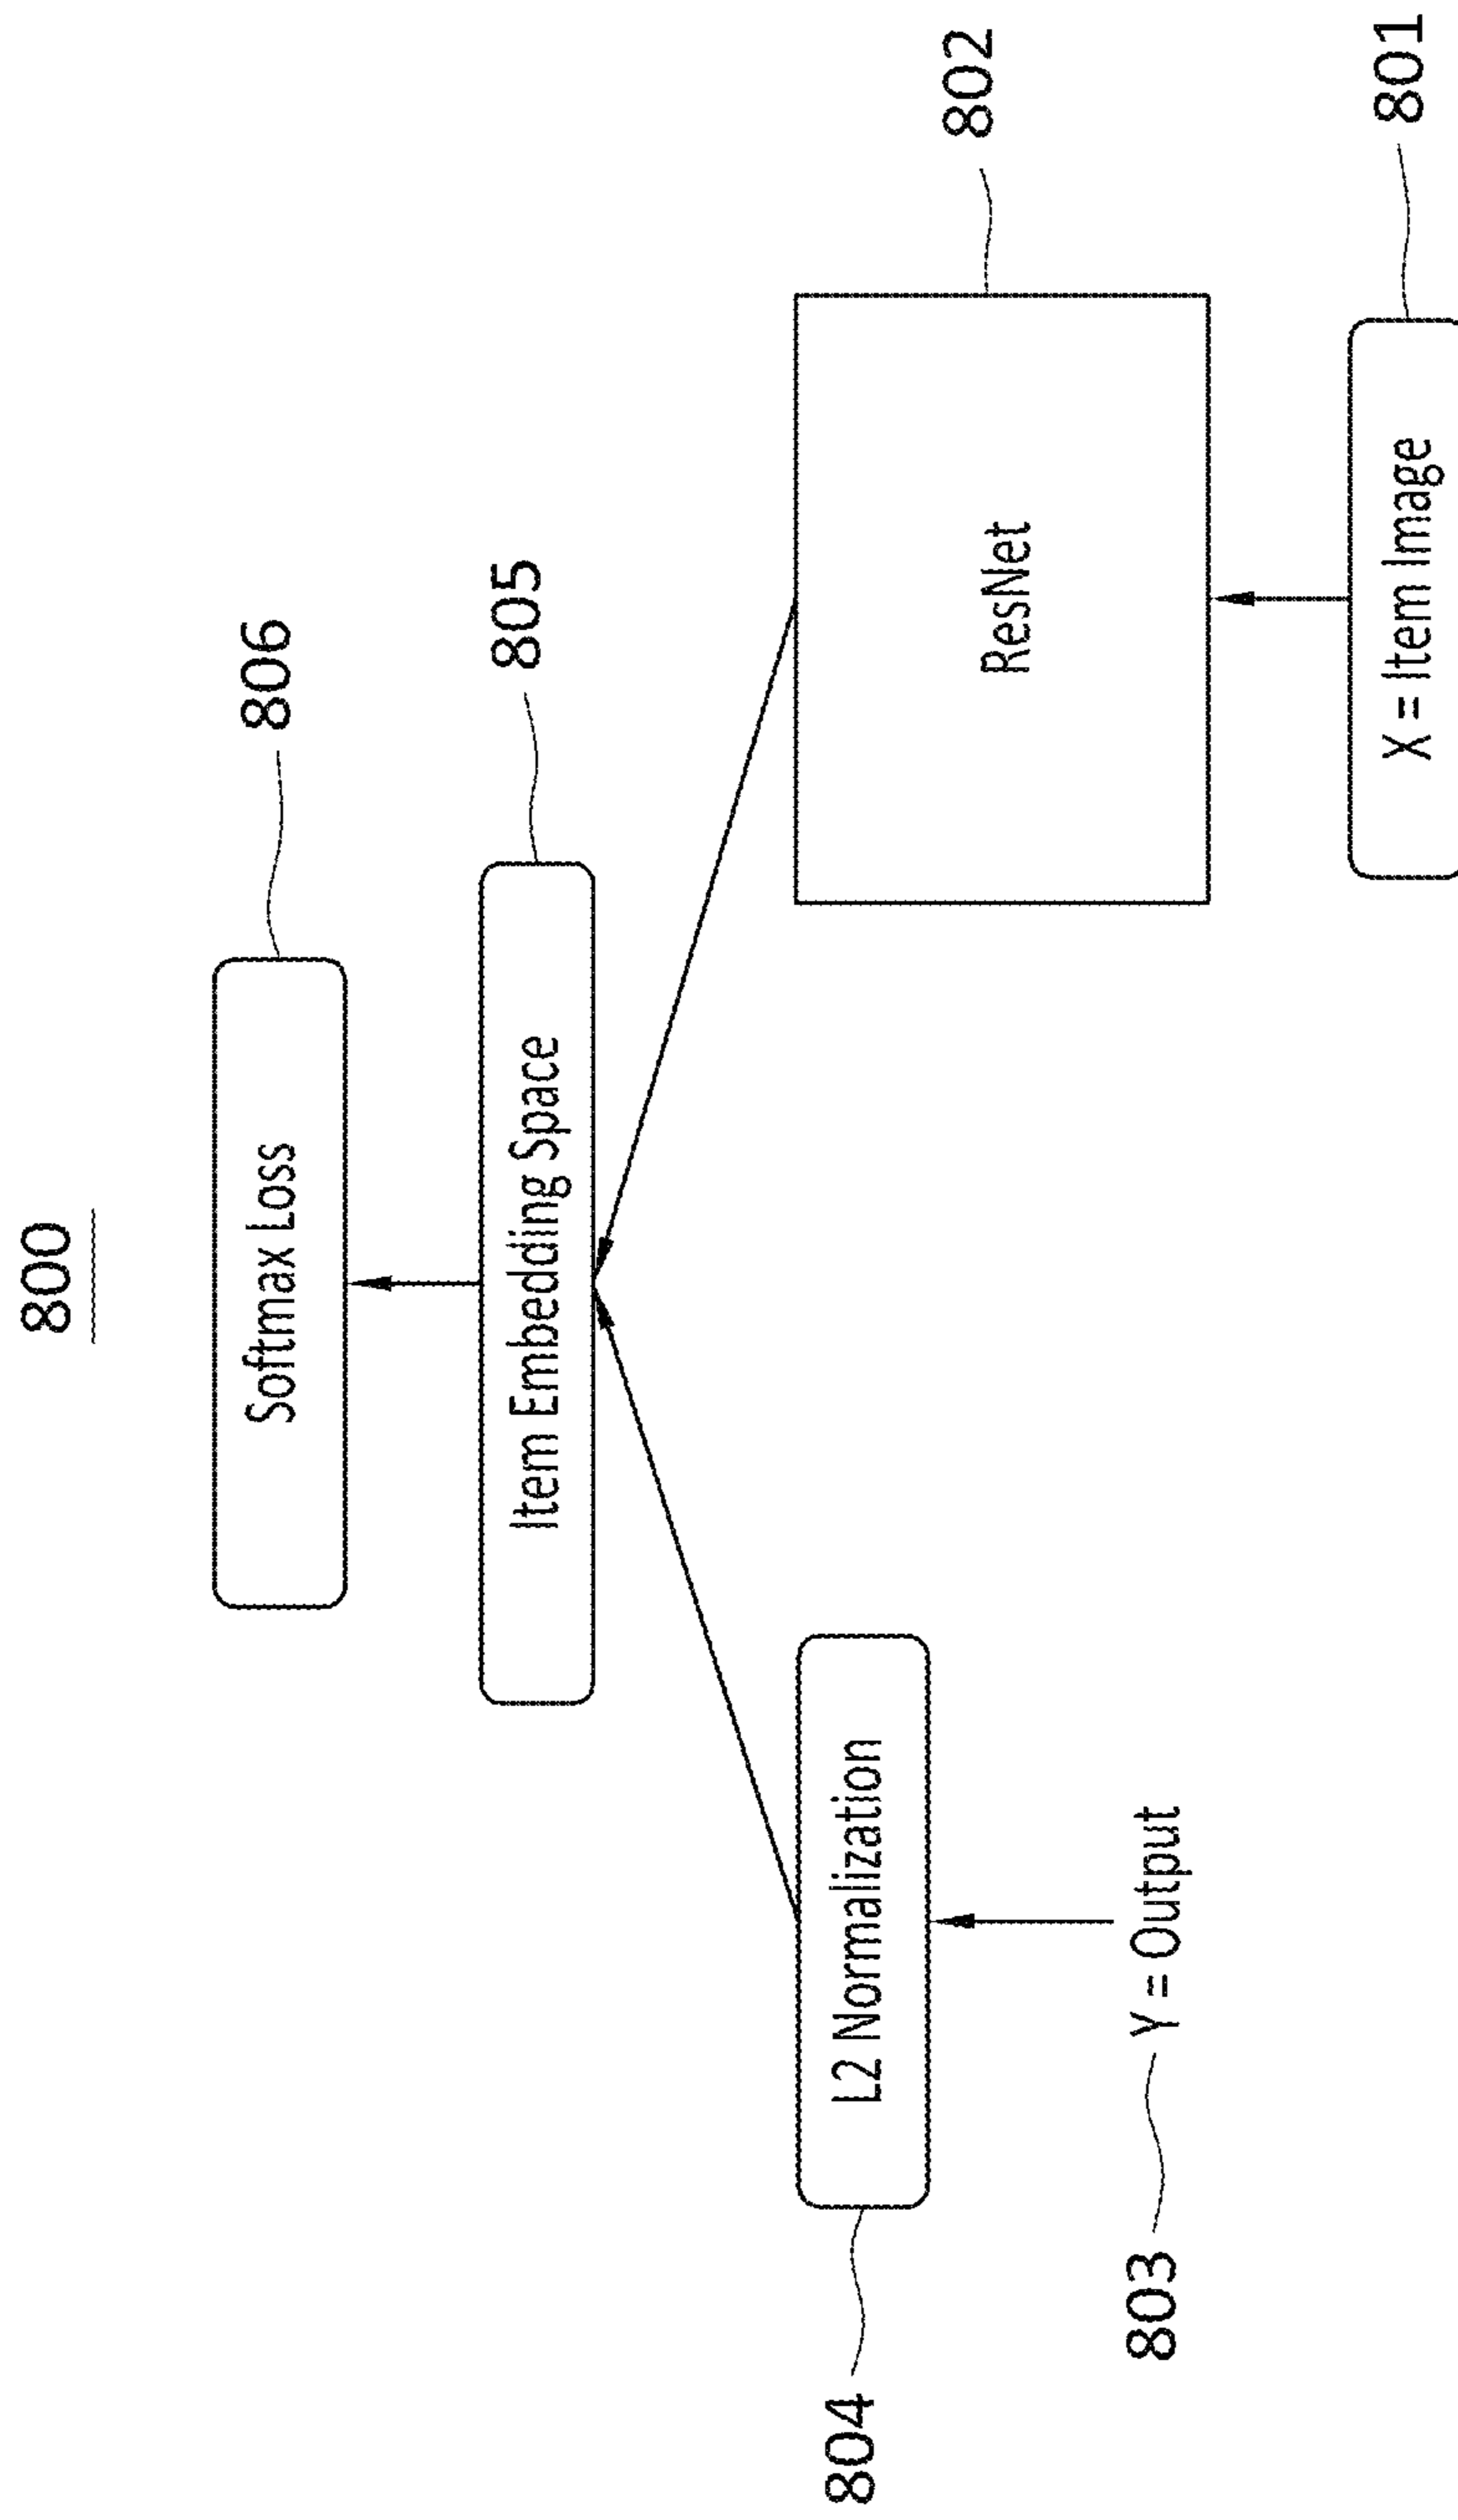 800
Softmax Loss
806
Item Embedding Space
805
804
L2 Normalization
ResNet
802
803
Y = Output
X = Item Image
801